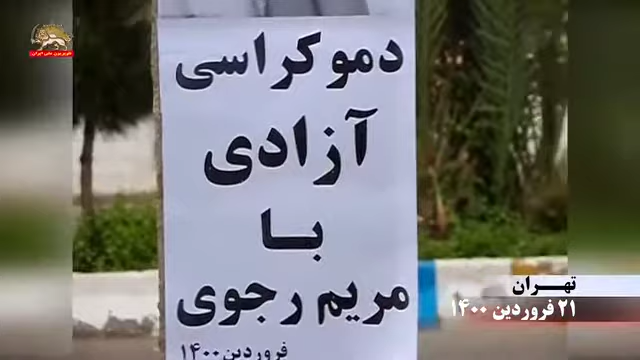 دموکراسی
آزادی
با
مریم رجوی
فروردین ۱۴۰۰
تهران
۲۱ فروردین ۱۴۰۰